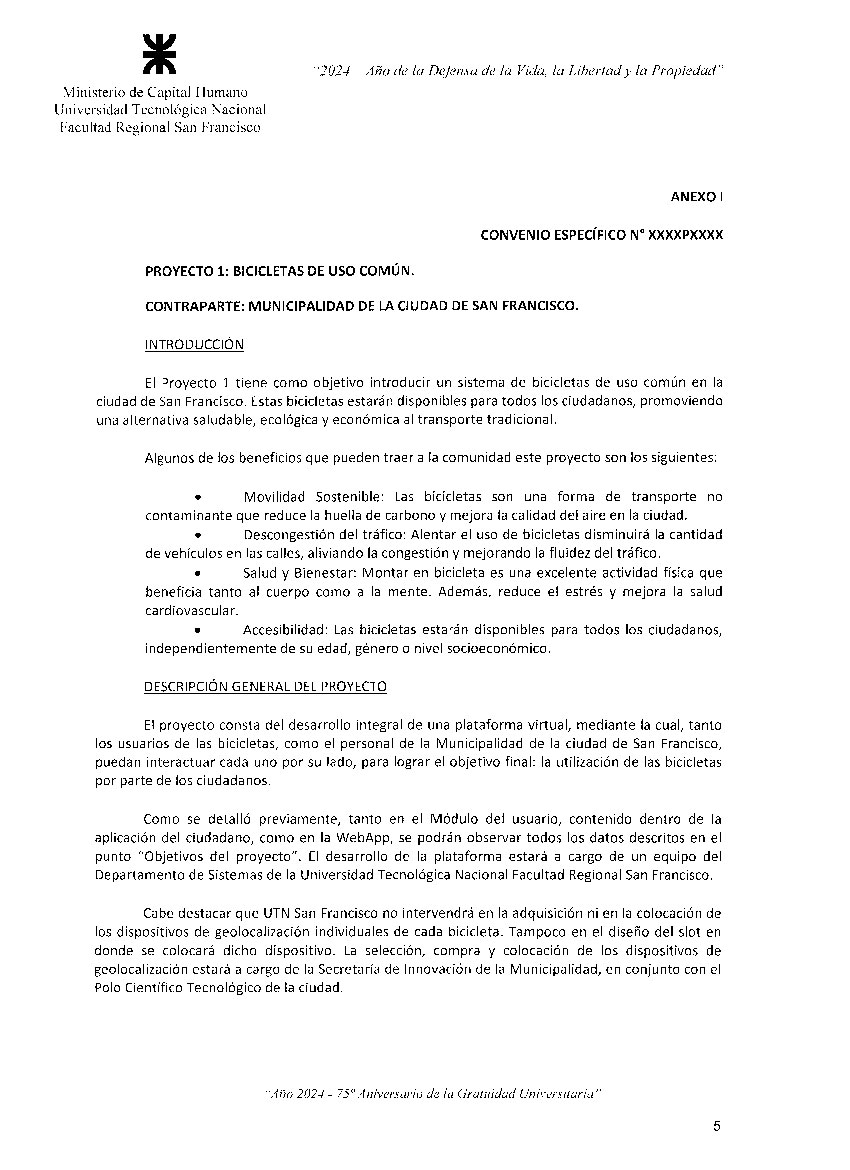 “2024 Año de la Defensa de la Vida, la Libertad y la Propiedad”
Ministerio de Capital Humano
Universidad Tecnológica Nacional
Facultad Regional San Francisco
ANEXO I
CONVENIO ESPECÍFICO N° XXXXPXXXX
PROYECTO 1: BICICLETAS DE USO COMÚN.
CONTRAPARTE: MUNICIPALIDAD DE LA CIUDAD DE SAN FRANCISCO.
INTRODUCCIÓN
El Proyecto 1 tiene como objetivo introducir un sistema de bicicletas de uso común en la
ciudad de San Francisco. Estas bicicletas estarán disponibles para todos los ciudadanos, promoviendo
una alternativa saludable, ecológica y económica al transporte tradicional.
Algunos de los beneficios que pueden traer a la comunidad este proyecto son los siguientes:
• Movilidad Sostenible: Las bicicletas son una forma de transporte no
contaminante que reduce la huella de carbono y mejora la calidad del aire en la ciudad.
• Descongestión del tráfico: Alentar el uso de bicicletas disminuirá la cantidad
de vehículos en las calles, aliviando la congestión y mejorando la fluidez del tráfico.
• Salud y Bienestar: Montar en bicicleta es una excelente actividad física que
beneficia tanto al cuerpo como a la mente. Además, reduce el estrés y mejora la salud
cardiovascular.
• Accesibilidad: Las bicicletas estarán disponibles para todos los ciudadanos,
independientemente de su edad, género o nivel socioeconómico.
DESCRIPCIÓN GENERAL DEL PROYECTO
El proyecto consta del desarrollo integral de una plataforma virtual, mediante la cual, tanto
los usuarios de las bicicletas, como el personal de la Municipalidad de la ciudad de San Francisco,
puedan interactuar cada uno por su lado, para lograr el objetivo final: la utilización de las bicicletas
por parte de los ciudadanos.
Como se detalló previamente, tanto en el Módulo del usuario, contenido dentro de la
aplicación del ciudadano, como en la WebApp, se podrán observar todos los datos descritos en el
punto “Objetivos del proyecto”. El desarrollo de la plataforma estará a cargo de un equipo del
Departamento de Sistemas de la Universidad Tecnológica Nacional Facultad Regional San Francisco.
Cabe destacar que UTN San Francisco no intervendrá en la adquisición ni en la colocación de
los dispositivos de geolocalización individuales de cada bicicleta. Tampoco en el diseño del slot en
donde se colocará dicho dispositivo. La selección, compra y colocación de los dispositivos de
geolocalización estará a cargo de la Secretaría de Innovación de la Municipalidad, en conjunto con el
Polo Científico Tecnológico de la ciudad.
“Año 2024 - 75° Aniversario de la Gratuidad Universitaria”
5